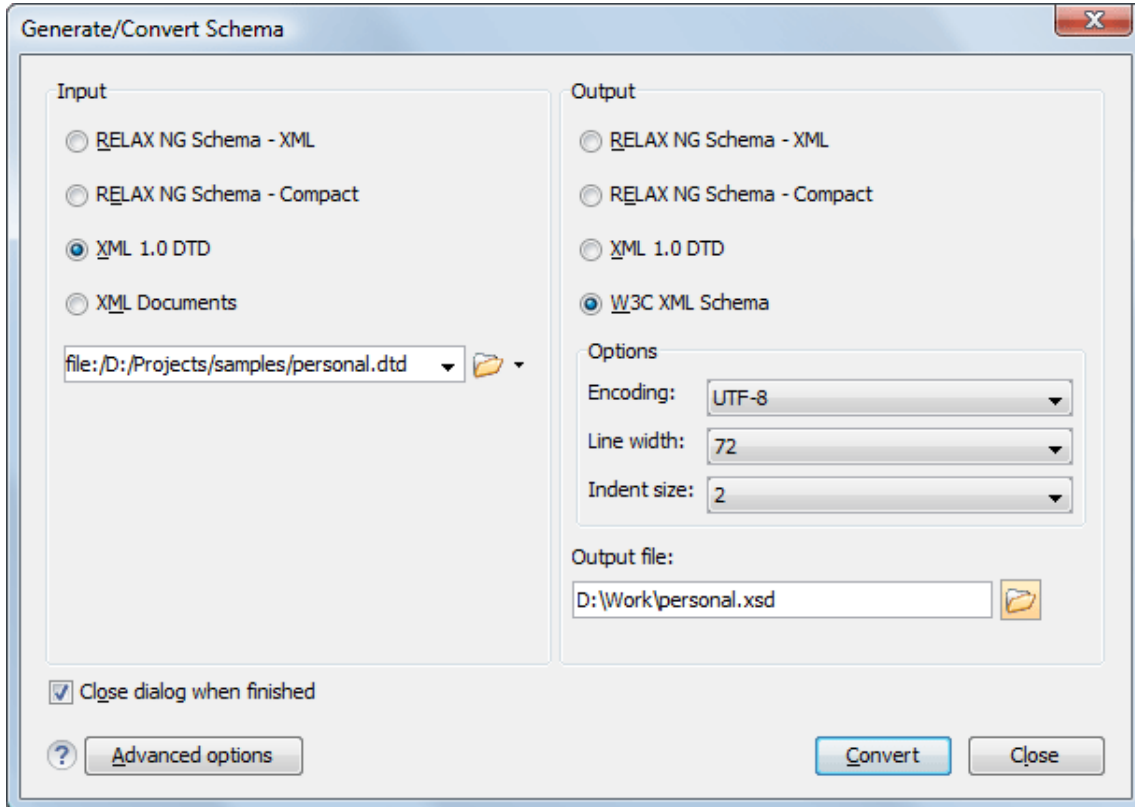 Generate/Convert Schema
Input
RELAX NG Schema - XML
RELAX NG Schema - Compact
XML 1.0 DTD
XML Documents
file:/D:/Projects/samples/personal.dtd
Output
RELAX NG Schema - XML
RELAX NG Schema - Compact
XML 1.0 DTD
W3C XML Schema
Options
Encoding: UTF-8
Line width: 72
Indent size: 2
Output file:
D:\Work\personal.xsd
Close dialog when finished
? Advanced options
Convert
Close